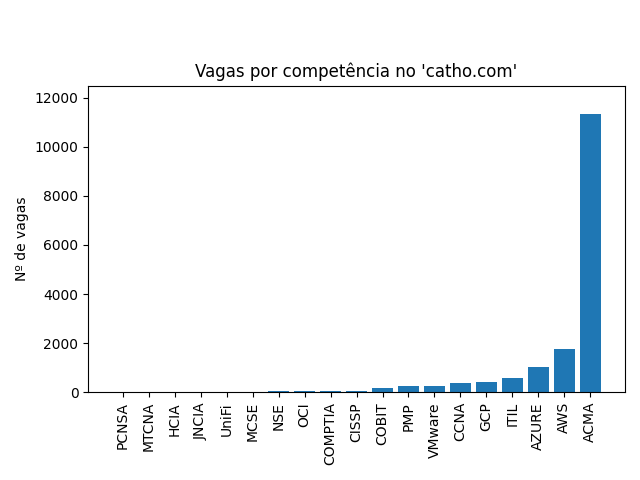 Vagas por competência no 'catho.com'
Nº de vagas
12000
10000
8000
6000
4000
2000
0
PCNSA
MTCNA
HCIA
JNCIA
UniFi
MCSE
NSE
OCI
COMPTIA
CISSP
COBIT
PMP
VMware
CCNA
GCP
ITIL
AZURE
AWS
ACMA